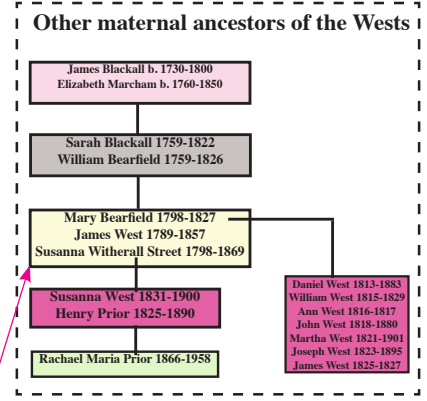 Other maternal ancestors of the Wests
James Blackall b. 1730-1800
Elizabeth Marcham b. 1760-1850
Sarah Blackall 1759-1822
William Bearfield 1759-1826
Mary Bearfield 1798-1827
James West 1789-1857
Susanna Witherall Street 1798-1869
Susanna West 1831-1900
Henry Prior 1825-1890
Rachael Maria Prior 1866-1958
Daniel West 1813-1883
William West 1815-1829
Ann West 1816-1817
John West 1818-1880
Martha West 1821-1901
Joseph West 1823-1895
James West 1825-1827